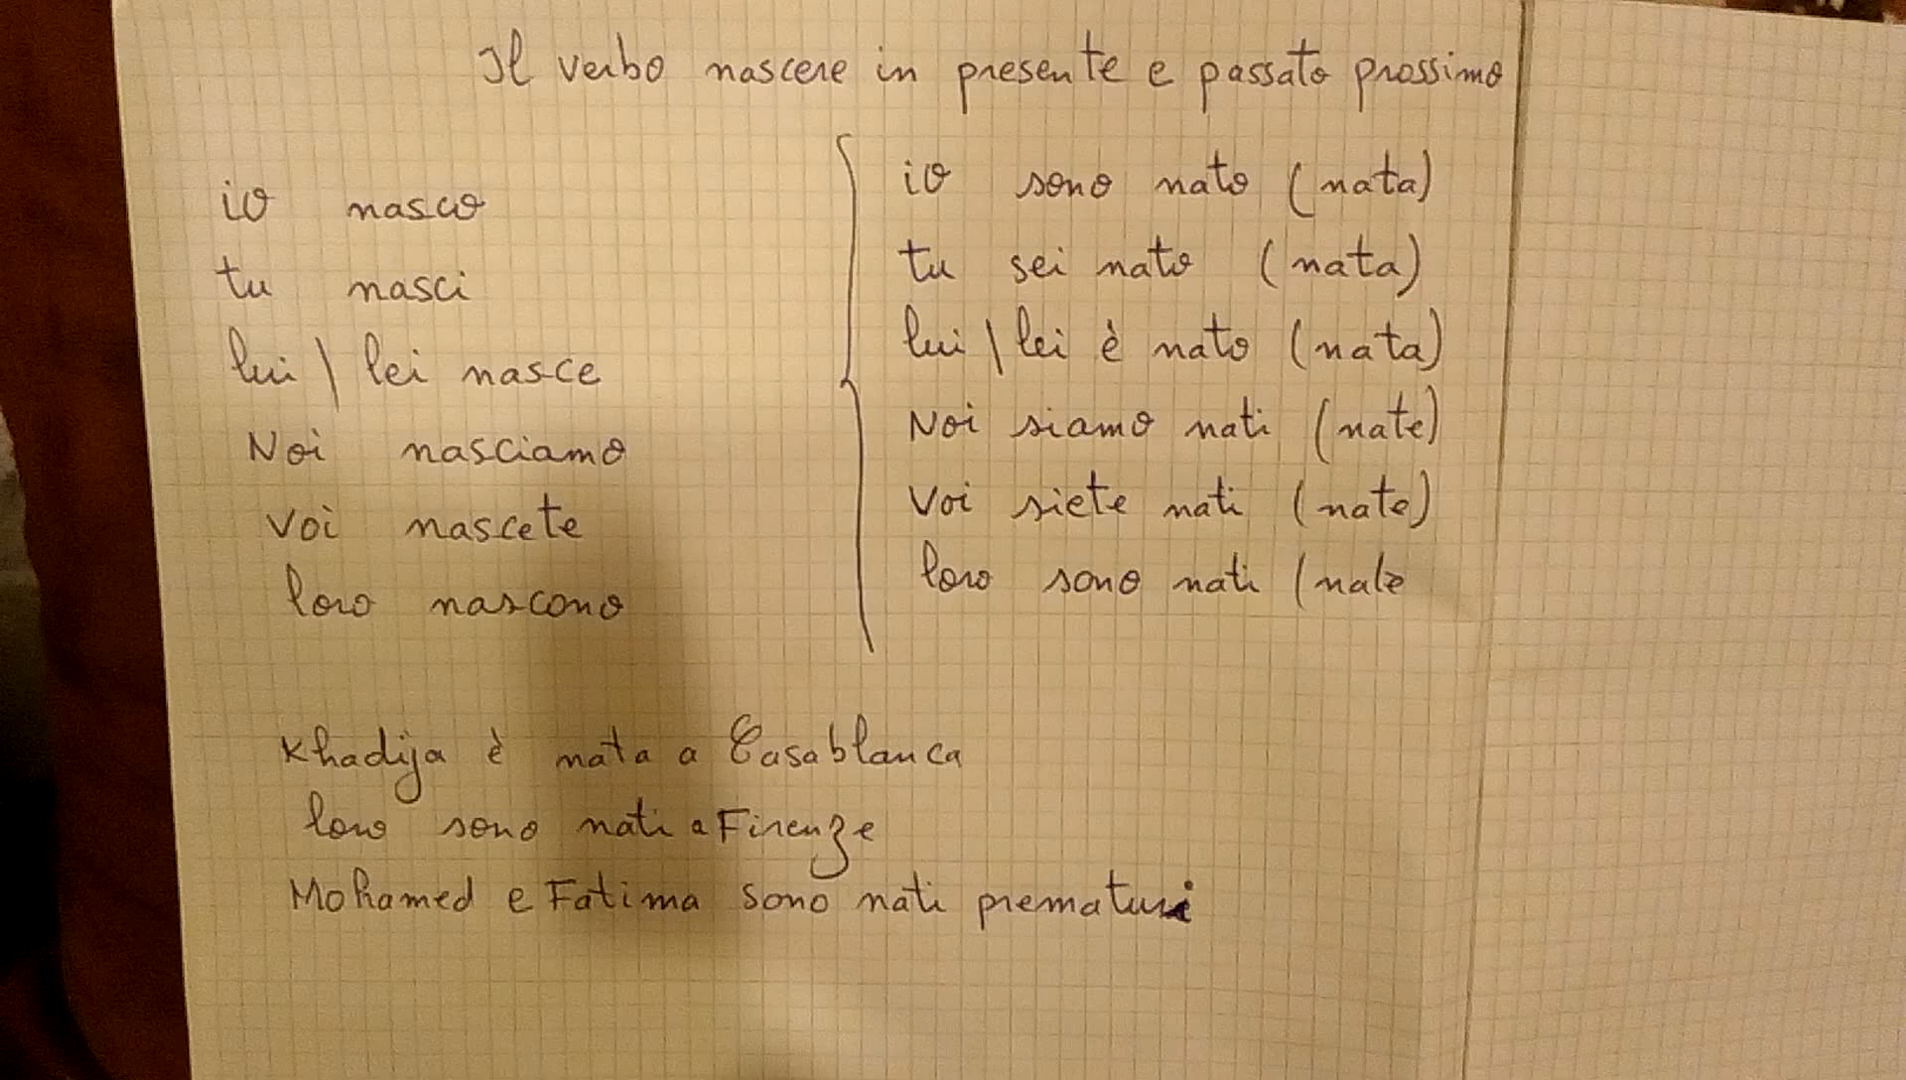 Il verbo nascere in presente e passato prossimo
io nasco
tu nasci
lui \ lei nasce
Noi nasciamo
Voi nascete
loro nascono
io sono nato (nata)
tu sei nato (nata)
lui \ lei è nato (nata)
Noi siamo nati (nate)
Voi siete nati (nate)
loro sono nati (nate
Khadija è nata a Casablanca
loro sono nati a Firenze
Mohamed e Fatima sono nati prematuri